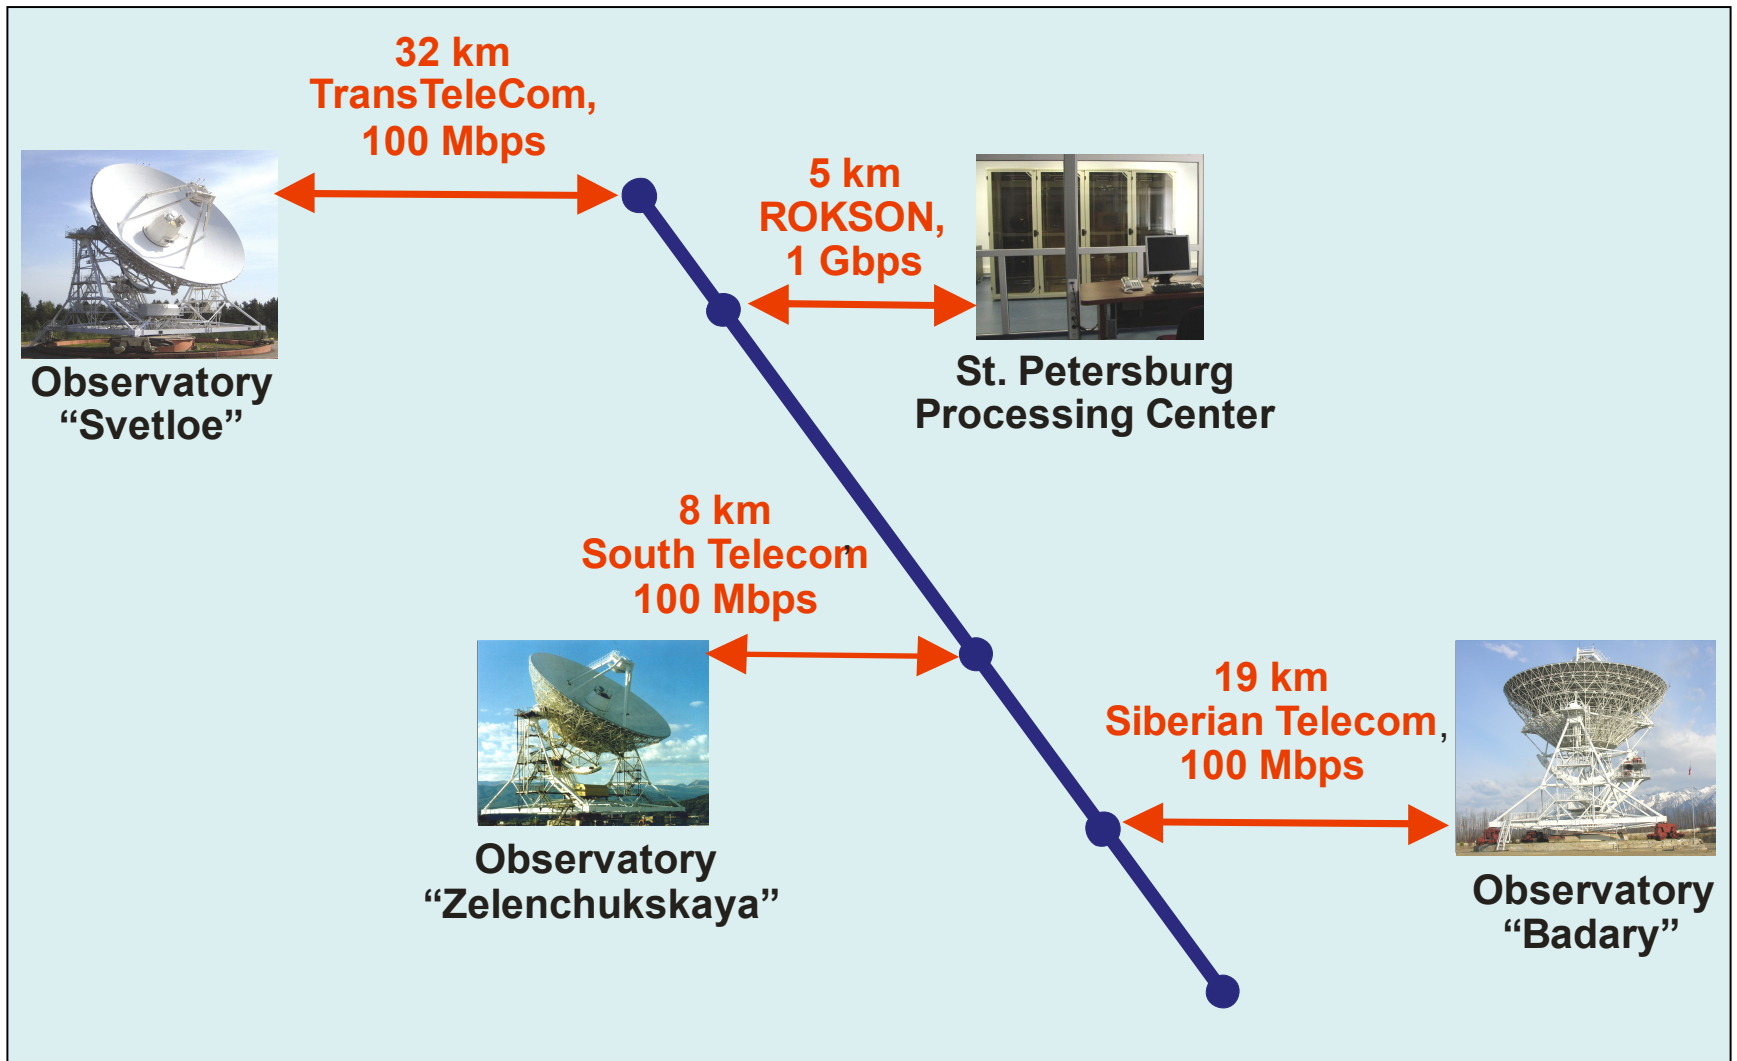 32 km
TransTeleCom,
100 Mbps
Observatory
“Svetloe”
5 km
ROKSON,
1 Gbps
St. Petersburg
Processing Center
8 km
South Telecom,
100 Mbps
Observatory
“Zelenchukskaya”
19 km
Siberian Telecom,
100 Mbps
Observatory
“Badary”